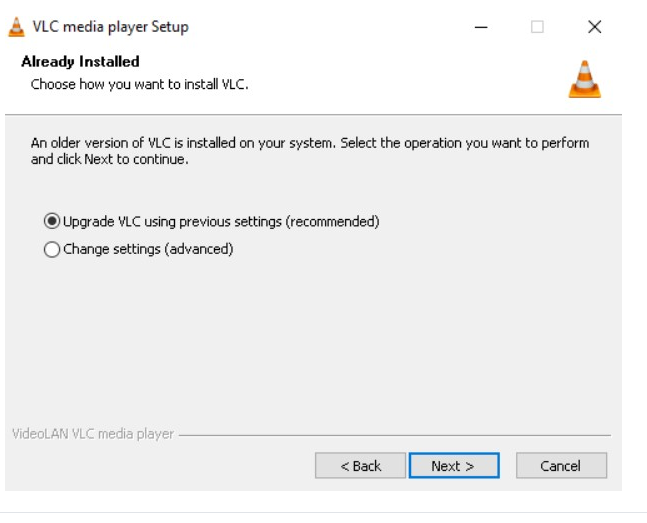 VLC media player Setup
Already Installed
Choose how you want to install VLC.
An older version of VLC is installed on your system. Select the operation you want to perform
and click Next to continue.
Upgrade VLC using previous settings (recommended)
Change settings (advanced)
VideoLAN VLC media player
< Back Next > Cancel